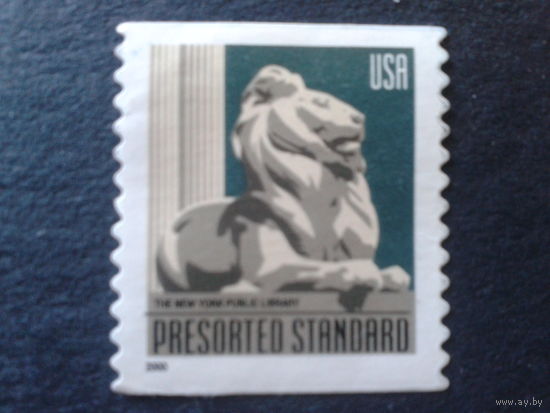 USA
THE NEW YORK PUBLIC LIBRARY
PRESORTED STANDARD
2000
www.ay.by